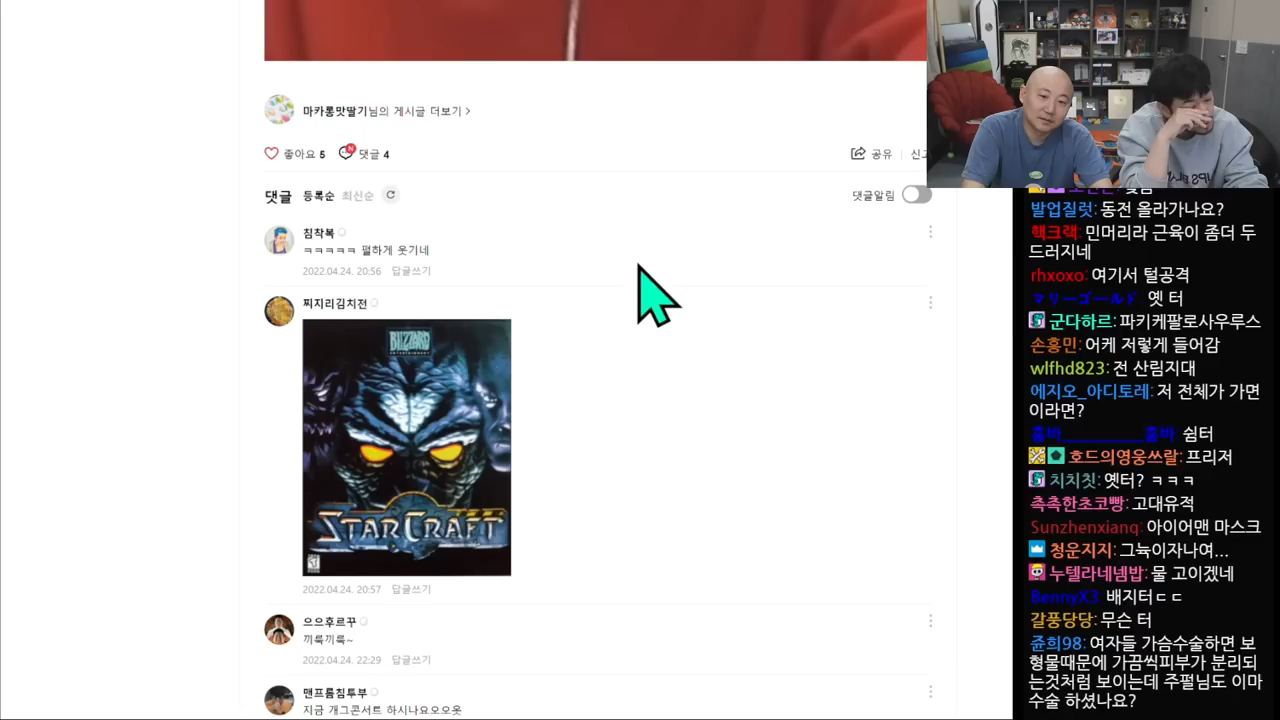 마카롱맛딸기님의 게시글 더보기 >
좋아요 5 댓글 4
공유
댓글 등록순 최신순
댓글알림
침착복
ㅋㅋㅋㅋㅋ 펄하게 웃기네
2022.04.24. 20:56 답글쓰기
찌지리김치전
BLIZZARD
ENTERTAINMENT
STARCRAFT
2022.04.24. 20:57 답글쓰기
으으후르꾸
끼룩끼룩~
2022.04.24. 22:29 답글쓰기
맨프롬침투부
지금 개그콘서트 하시나요오오옷
발업질럿: 동전 올라가나요?
핵크랙: 민머리라 근육이 좀더 두
드러지네
rhxoxo: 여기서 털공격
マリーゴールド: 옛 터
군다하르: 파키케팔로사우루스
손흥민: 어케 저렇게 들어감
wlfhd823: 전 산림지대
에지오_아디토레: 저 전체가 가면
이라면?
쉼터
호드의영웅쓰랄: 프리저
치치칫: 옛터? ㅋㅋㅋ
촉촉한초코빵: 고대유적
Sunzhenxianq: 아이어맨 마스크
청운지지: 그뉵이자나여...
누텔라네넴밥: 물 고이겠네
BennyX3: 배지터ㄷㄷ
갈풍당당: 무슨 터
쥰희98: 여자들 가슴수술하면 보
형물때문에 가끔씩피부가 분리되
는것처럼 보이는데 주펄님도 이마
수술 하셨나요?